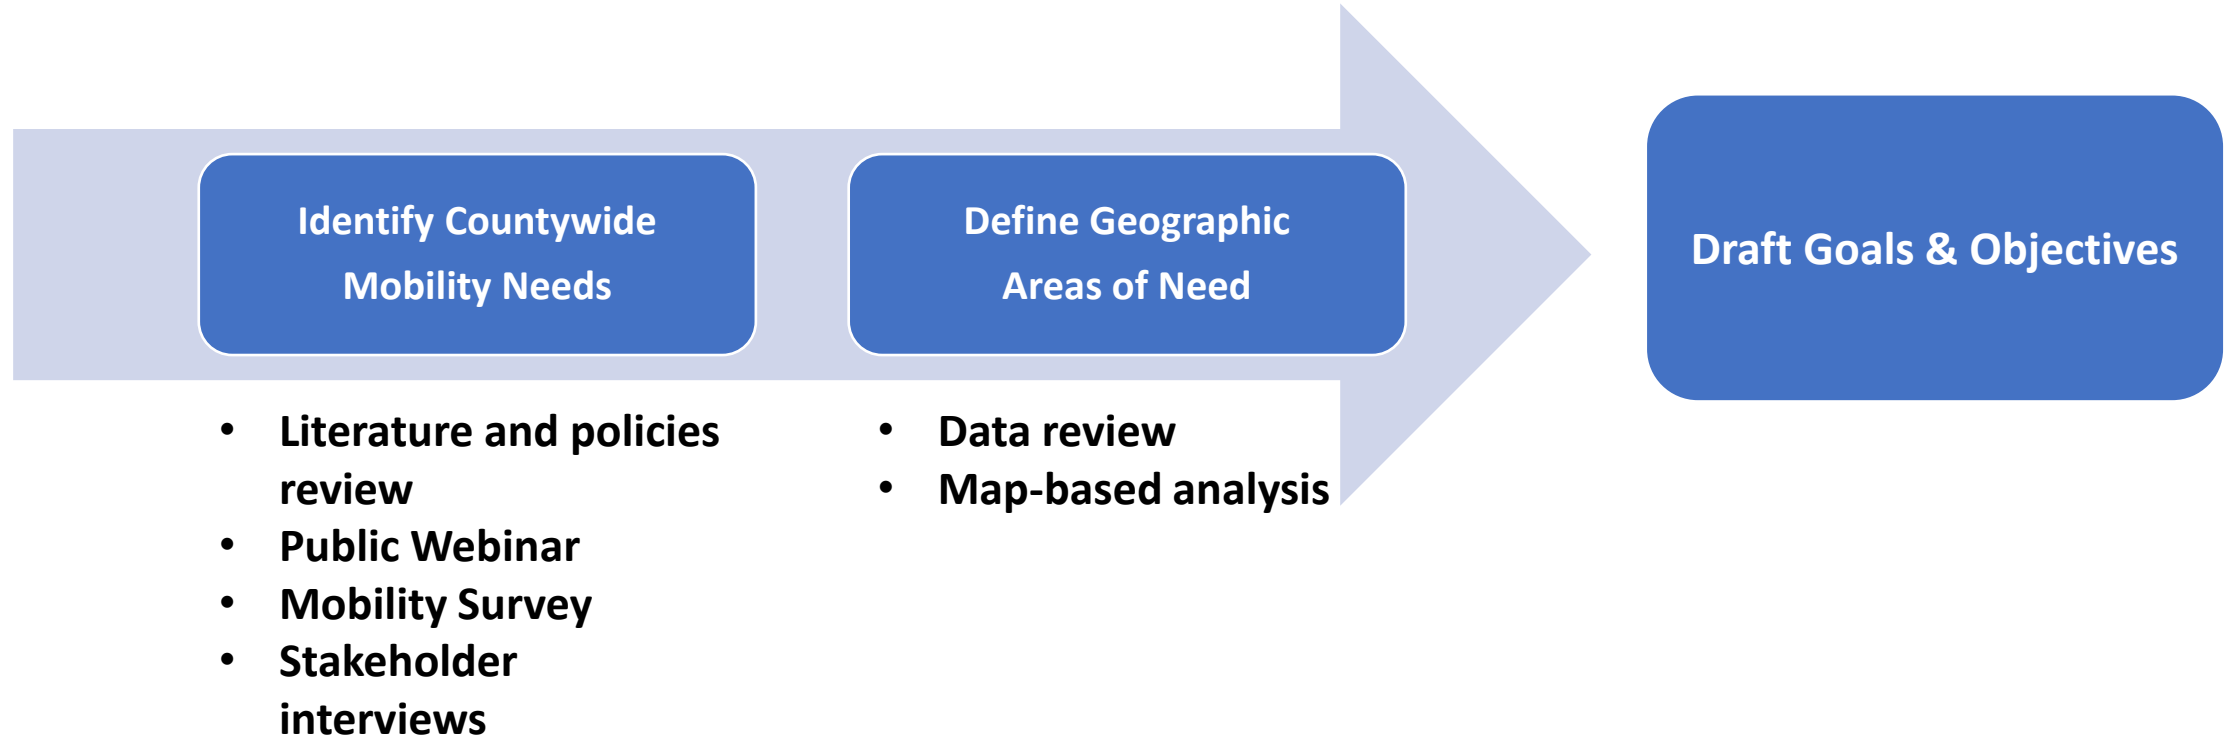 Identify Countywide
Mobility Needs
Define Geographic
Areas of Need
Draft Goals & Objectives
• Literature and policies
review
• Public Webinar
• Mobility Survey
• Stakeholder
interviews
• Data review
• Map-based analysis